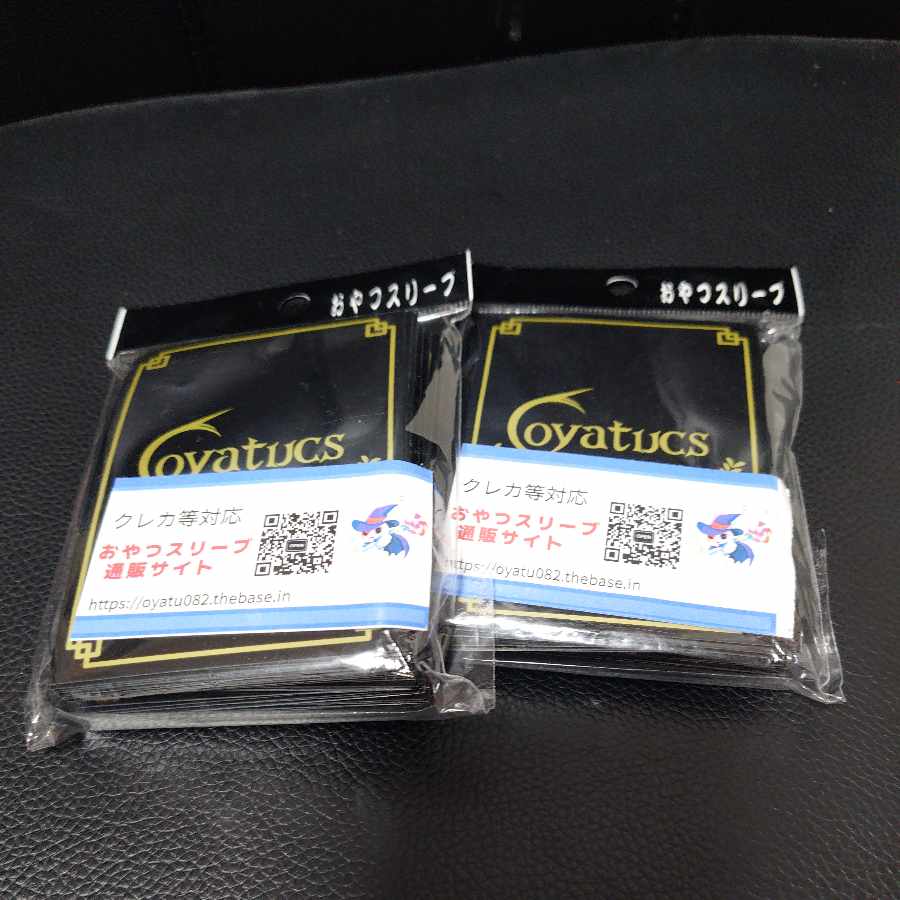 おやつスリーブ
oyatucs
クレカ等対応
おやつスリーブ
通販サイト
https://oyatu082.thebase.in
おやつスリーブ
oyatucs
クレカ等対応
おやつスリーブ
通販サイト
https://oyatu082.thebase.in